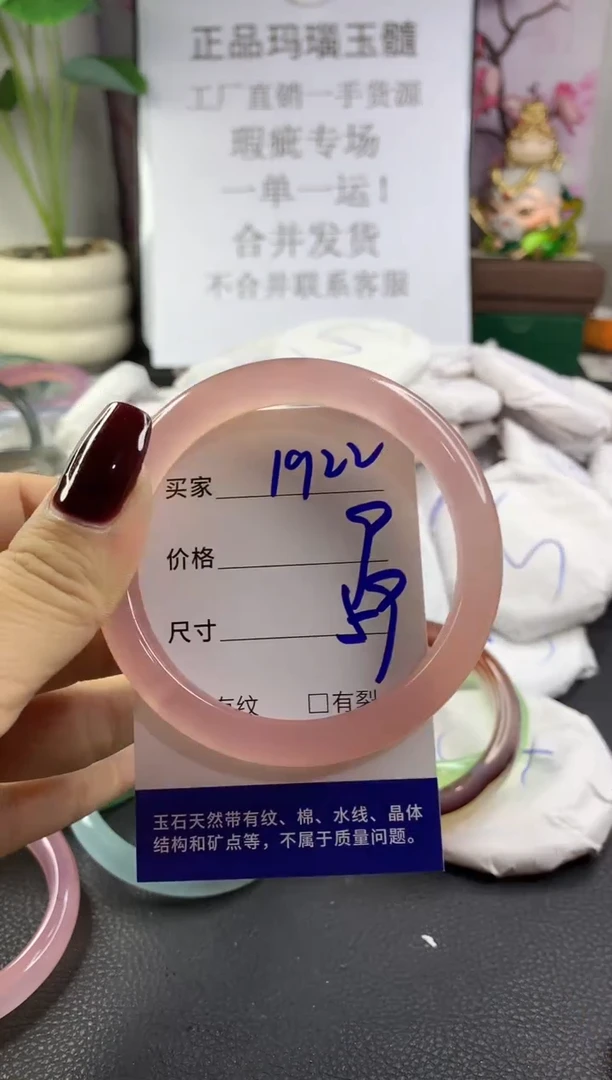 正品玛瑙玉髓
工厂直销一手货源
瑕疵专场
一单一运!
合并发货
不合并联系客服
买家 1922
价格
尺寸
有纹 □有裂
玉石天然带有纹、棉、水线、晶体
结构和矿点等，不属于质量问题。